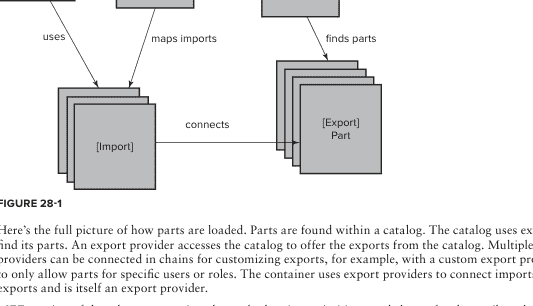 uses
maps imports
finds parts
[Export]
Part
connects
[Import]
FIGURE 28-1
Here's the full picture of how parts are loaded. Parts are found within a catalog. The catalog uses
find its parts. An export provider accesses the catalog to offer the exports from the catalog. Multiple
providers can be connected in chains for customizing exports, for example, with a custom export
to only allow parts for specific users or roles. The container uses export providers to connect
exports and is itself an export provider.